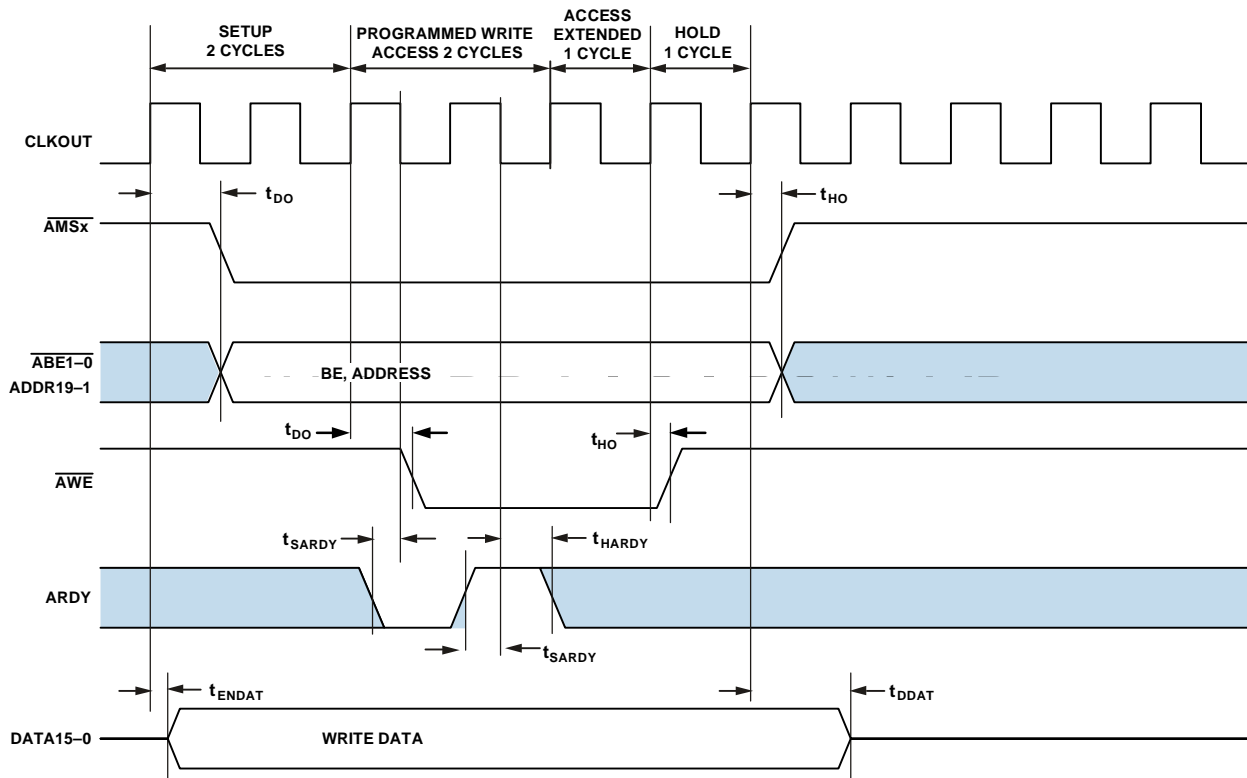 SETUP
2 CYCLES
PROGRAMMED WRITE
ACCESS 2 CYCLES
ACCESS
EXTENDED
1 CYCLE
HOLD
1 CYCLE
CLKOUT
tDO
tHO
AMSx
ABE1–0
ADDR19–1
BE, ADDRESS
tDO
tHO
AWE
tSARDY
tHARDY
ARDY
tSARDY
tENDAT
tDDAT
DATA15–0
WRITE DATA